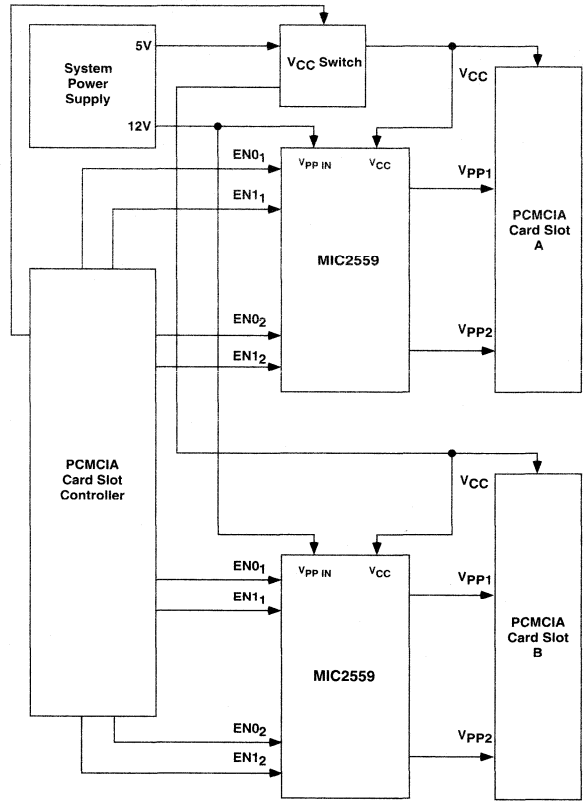 System
Power
Supply
5V
12V
VCC Switch
VCC
EN01
EN11
VPP IN
VCC
VPP1
MIC2559
PCMCIA
Card Slot
A
EN02
EN12
VPP2
PCMCIA
Card Slot
Controller
VCC
EN01
EN11
VPP IN
VCC
VPP1
MIC2559
PCMCIA
Card Slot
B
EN02
EN12
VPP2